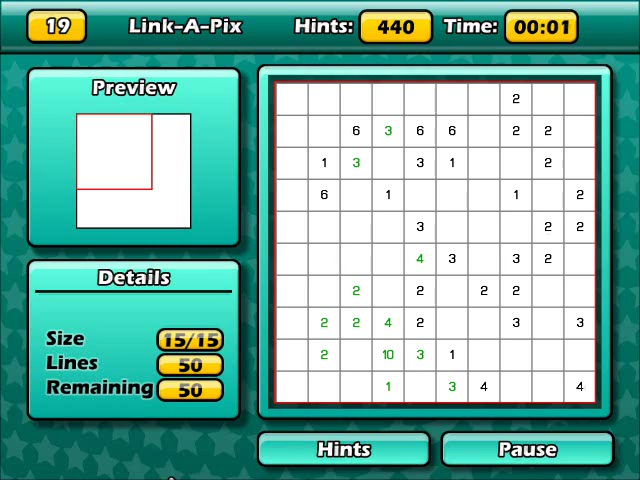 19 Link-A-Pix Hints: 440 Time: 00:01
Preview
Details
Size 15/15
Lines 50
Remaining 50
2
6 3 6 6 2 2
1 3 3 1 2
6 1 1 2
3 2 2
4 3 3 2
2 2 2 2
2 2 4 2 3 3
2 10 3 1
1 3 4 4
Hints Pause